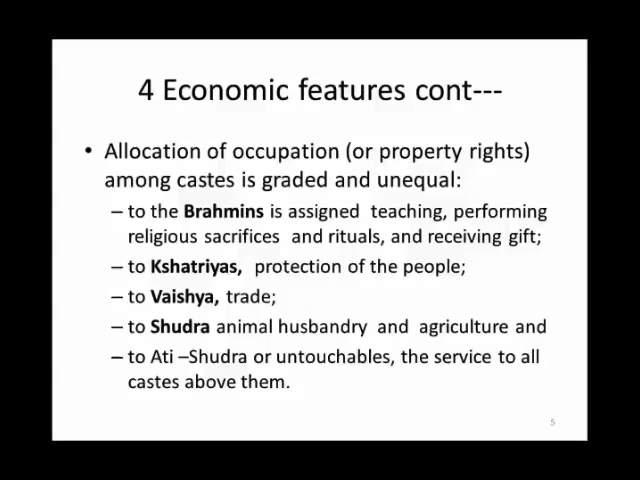 4 Economic features cont---
• Allocation of occupation (or property rights)
among castes is graded and unequal:
– to the Brahmins is assigned teaching, performing
religious sacrifices and rituals, and receiving gift;
– to Kshatriyas, protection of the people;
– to Vaishya, trade;
– to Shudra animal husbandry and agriculture and
– to Ati –Shudra or untouchables, the service to all
castes above them.
5